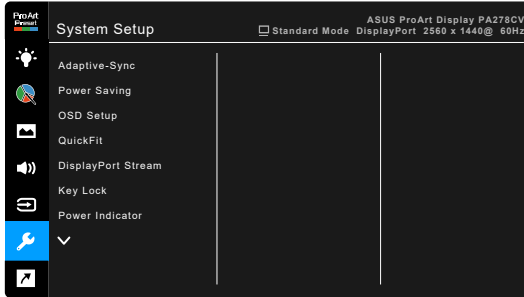 ProArt
Preset
System Setup
ASUS ProArt Display PA278CV
Standard Mode DisplayPort 2560 x 1440@ 60Hz
Adaptive-Sync
Power Saving
OSD Setup
QuickFit
DisplayPort Stream
Key Lock
Power Indicator